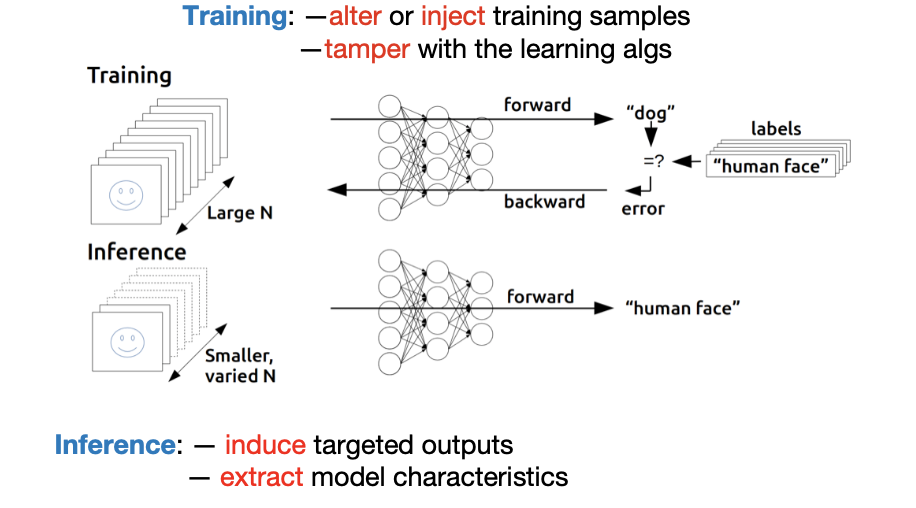 Training: —alter or inject training samples
—tamper with the learning algs
Training
forward
"dog"
labels
=?
"human face"
Large N
backward
error
Inference
forward
"human face"
Smaller,
varied N
Inference: — induce targeted outputs
— extract model characteristics